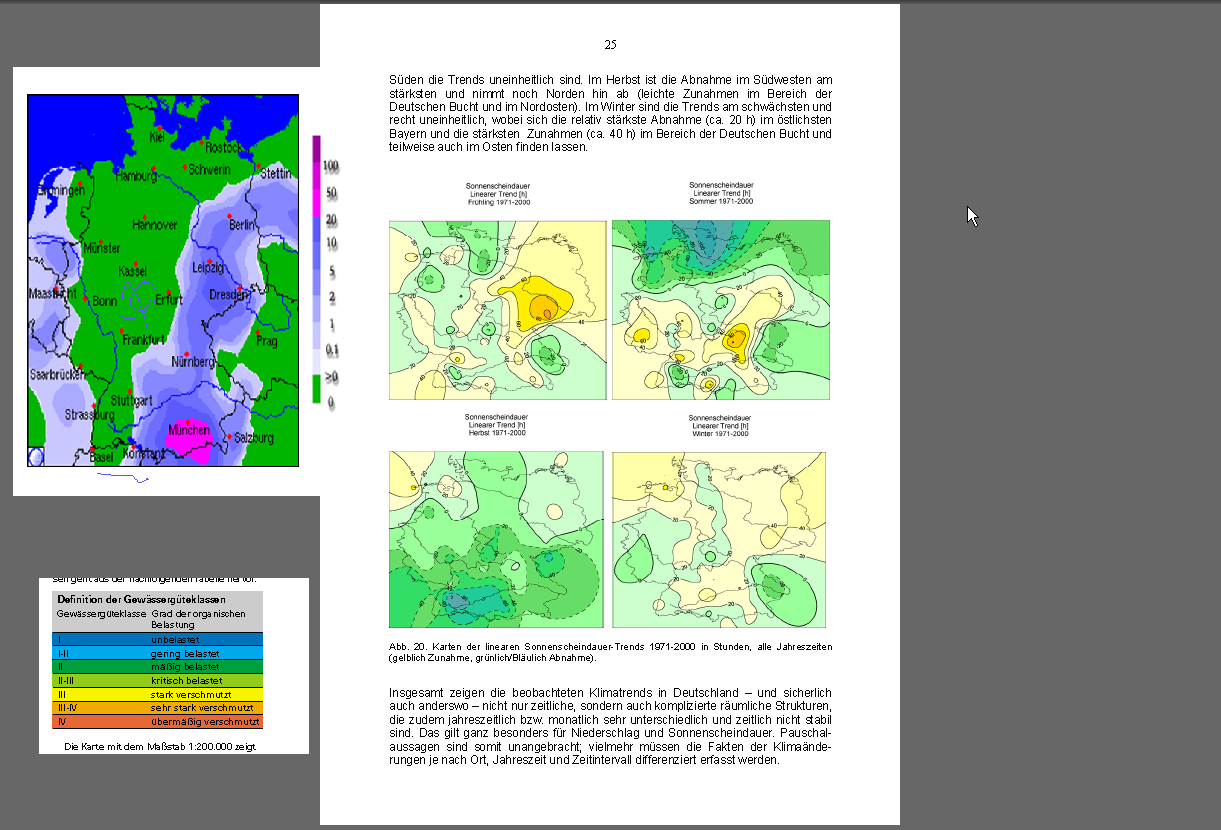 25
Süden die Trends uneinheitlich sind. Im Herbst ist die Abnahme im Südwesten am
stärksten und nimmt noch Norden hin ab (leichte Zunahmen im Bereich der
Deutschen Bucht und im Nordosten). Im Winter sind die Trends am schwächsten und
recht uneinheitlich, wobei sich die relativ stärkste Abnahme (ca. 20 h) im östlichsten
Bayern und die stärksten Zunahmen (ca. 40 h) im Bereich der Deutschen Bucht und
teilweise auch im Osten finden lassen.
Sonnenscheindauer
Linearer Trend [h]
Frühling 1971-2000
Sonnenscheindauer
Linearer Trend [h]
Sommer 1971-2000
Sonnenscheindauer
Linearer Trend [h]
Herbst 1971-2000
Sonnenscheindauer
Linearer Trend [h]
Winter 1971-2000
Abb. 20. Karten der linearen Sonnenscheindauer-Trends 1971-2000 in Stunden, alle Jahreszeiten
(gelblich Zunahme, grünlich/Bläulich Abnahme).
Insgesamt zeigen die beobachteten Klimatrends in Deutschland – und sicherlich
auch anderswo – nicht nur zeitliche, sondern auch komplizierte räumliche Strukturen,
die zudem jahreszeitlich bzw. monatlich sehr unterschiedlich und zeitlich nicht stabil
sind. Das gilt ganz besonders für Niederschlag und Sonnenscheindauer. Pauschal-
aussagen sind somit unangebracht; vielmehr müssen die Fakten der Klimaände-
rungen je nach Ort, Jahreszeit und Zeitintervall differenziert erfasst werden.
Kiel
Rostock
Hamburg
Schwerin
Stettin
Groningen
Hannover
Berlin
Münster
Kassel
Leipzig
Maastricht
Bonn
Erfurt
Dresden
Frankfurt
Prag
Nürnberg
Saarbrücken
Stuttgart
Strassburg
München
Salzburg
Basel
Konstanz
100
50
20
10
5
2
1
0.1
>0
0
sen geht aus der nachfolgenden Tabelle hervor.
Definition der Gewässergüteklassen
Gewässergüteklasse Grad der organischen
Belastung
I unbelastet
I-II gering belastet
II mäßig belastet
II-III kritisch belastet
III stark verschmutzt
III-IV sehr stark verschmutzt
IV übermäßig verschmutzt
Die Karte mit dem Maßstab 1:200.000 zeigt